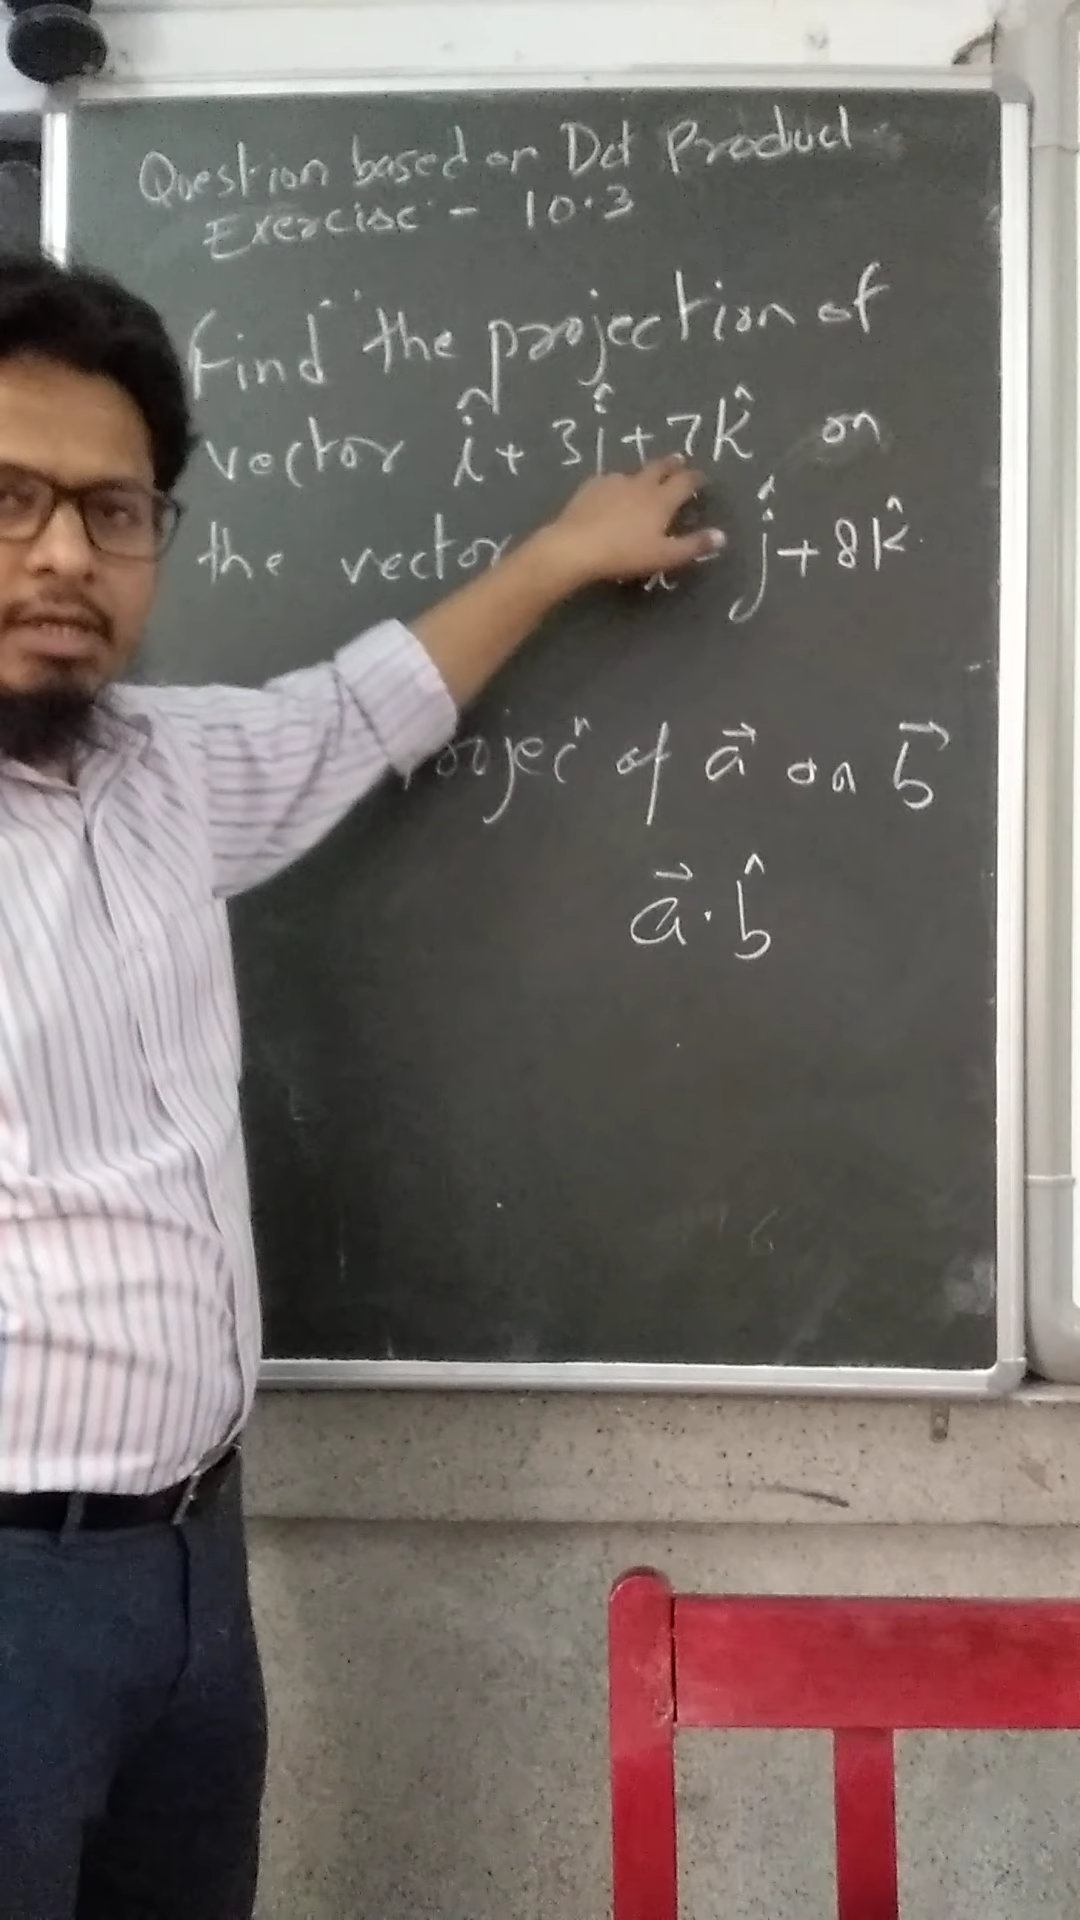 Question based on Dot Product
Exercise - 10.3
Find the projection of
vector î + 3ĵ + 7k̂ on
the vector ĵ + 8k̂
of a⃗ on b⃗
a⃗ · b̂